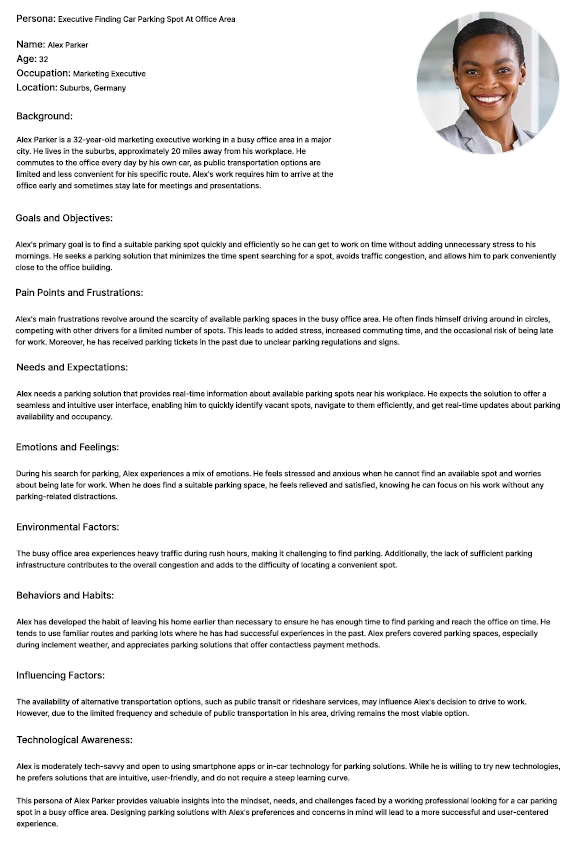 Persona: Executive Finding Car Parking Spot At Office Area
Name: Alex Parker
Age: 32
Occupation: Marketing Executive
Location: Suburbs, Germany
Background:
Alex Parker is a 32-year-old marketing executive working in a busy office area in a major
city. He lives in the suburbs, approximately 20 miles away from his workplace. He
commutes to the office every day by his own car, as public transportation options are
limited and less convenient for his specific route. Alex's work requires him to arrive at the
office early and sometimes stay late for meetings and presentations.
Goals and Objectives:
Alex's primary goal is to find a suitable parking spot quickly and efficiently so he can get to work on time without adding unnecessary stress to his
mornings. He seeks a parking solution that minimizes the time spent searching for a spot, avoids traffic congestion, and allows him to park conveniently
close to the office building.
Pain Points and Frustrations:
Alex's main frustrations revolve around the scarcity of available parking spaces in the busy office area. He often finds himself driving around in circles,
competing with other drivers for a limited number of spots. This leads to added stress, increased commuting time, and the occasional risk of being late
for work. Moreover, he has received parking tickets in the past due to unclear parking regulations and signs.
Needs and Expectations:
Alex needs a parking solution that provides real-time information about available parking spots near his workplace. He expects the solution to offer a
seamless and intuitive user interface, enabling him to quickly identify vacant spots, navigate to them efficiently, and get real-time updates about parking
availability and occupancy.
Emotions and Feelings:
During his search for parking, Alex experiences a mix of emotions. He feels stressed and anxious when he cannot find an available spot and worries
about being late for work. When he does find a suitable parking space, he feels relieved and satisfied, knowing he can focus on his work without any
parking-related distractions.
Environmental Factors:
The busy office area experiences heavy traffic during rush hours, making it challenging to find parking. Additionally, the lack of sufficient parking
infrastructure contributes to the overall congestion and adds to the difficulty of locating a convenient spot.
Behaviors and Habits:
Alex has developed the habit of leaving his home earlier than necessary to ensure he has enough time to find parking and reach the office on time. He
tends to use familiar routes and parking lots where he has had successful experiences in the past. Alex prefers covered parking spaces, especially
during inclement weather, and appreciates parking solutions that offer contactless payment methods.
Influencing Factors:
The availability of alternative transportation options, such as public transit or rideshare services, may influence Alex's decision to drive to work.
However, due to the limited frequency and schedule of public transportation in his area, driving remains the most viable option.
Technological Awareness:
Alex is moderately tech-savvy and open to using smartphone apps or in-car technology for parking solutions. While he is willing to try new technologies,
he prefers solutions that are intuitive, user-friendly, and do not require a steep learning curve.
This persona of Alex Parker provides valuable insights into the mindset, needs, and challenges faced by a working professional looking for a car parking
spot in a busy office area. Designing parking solutions with Alex's preferences and concerns in mind will lead to a more successful and user-centered
experience.